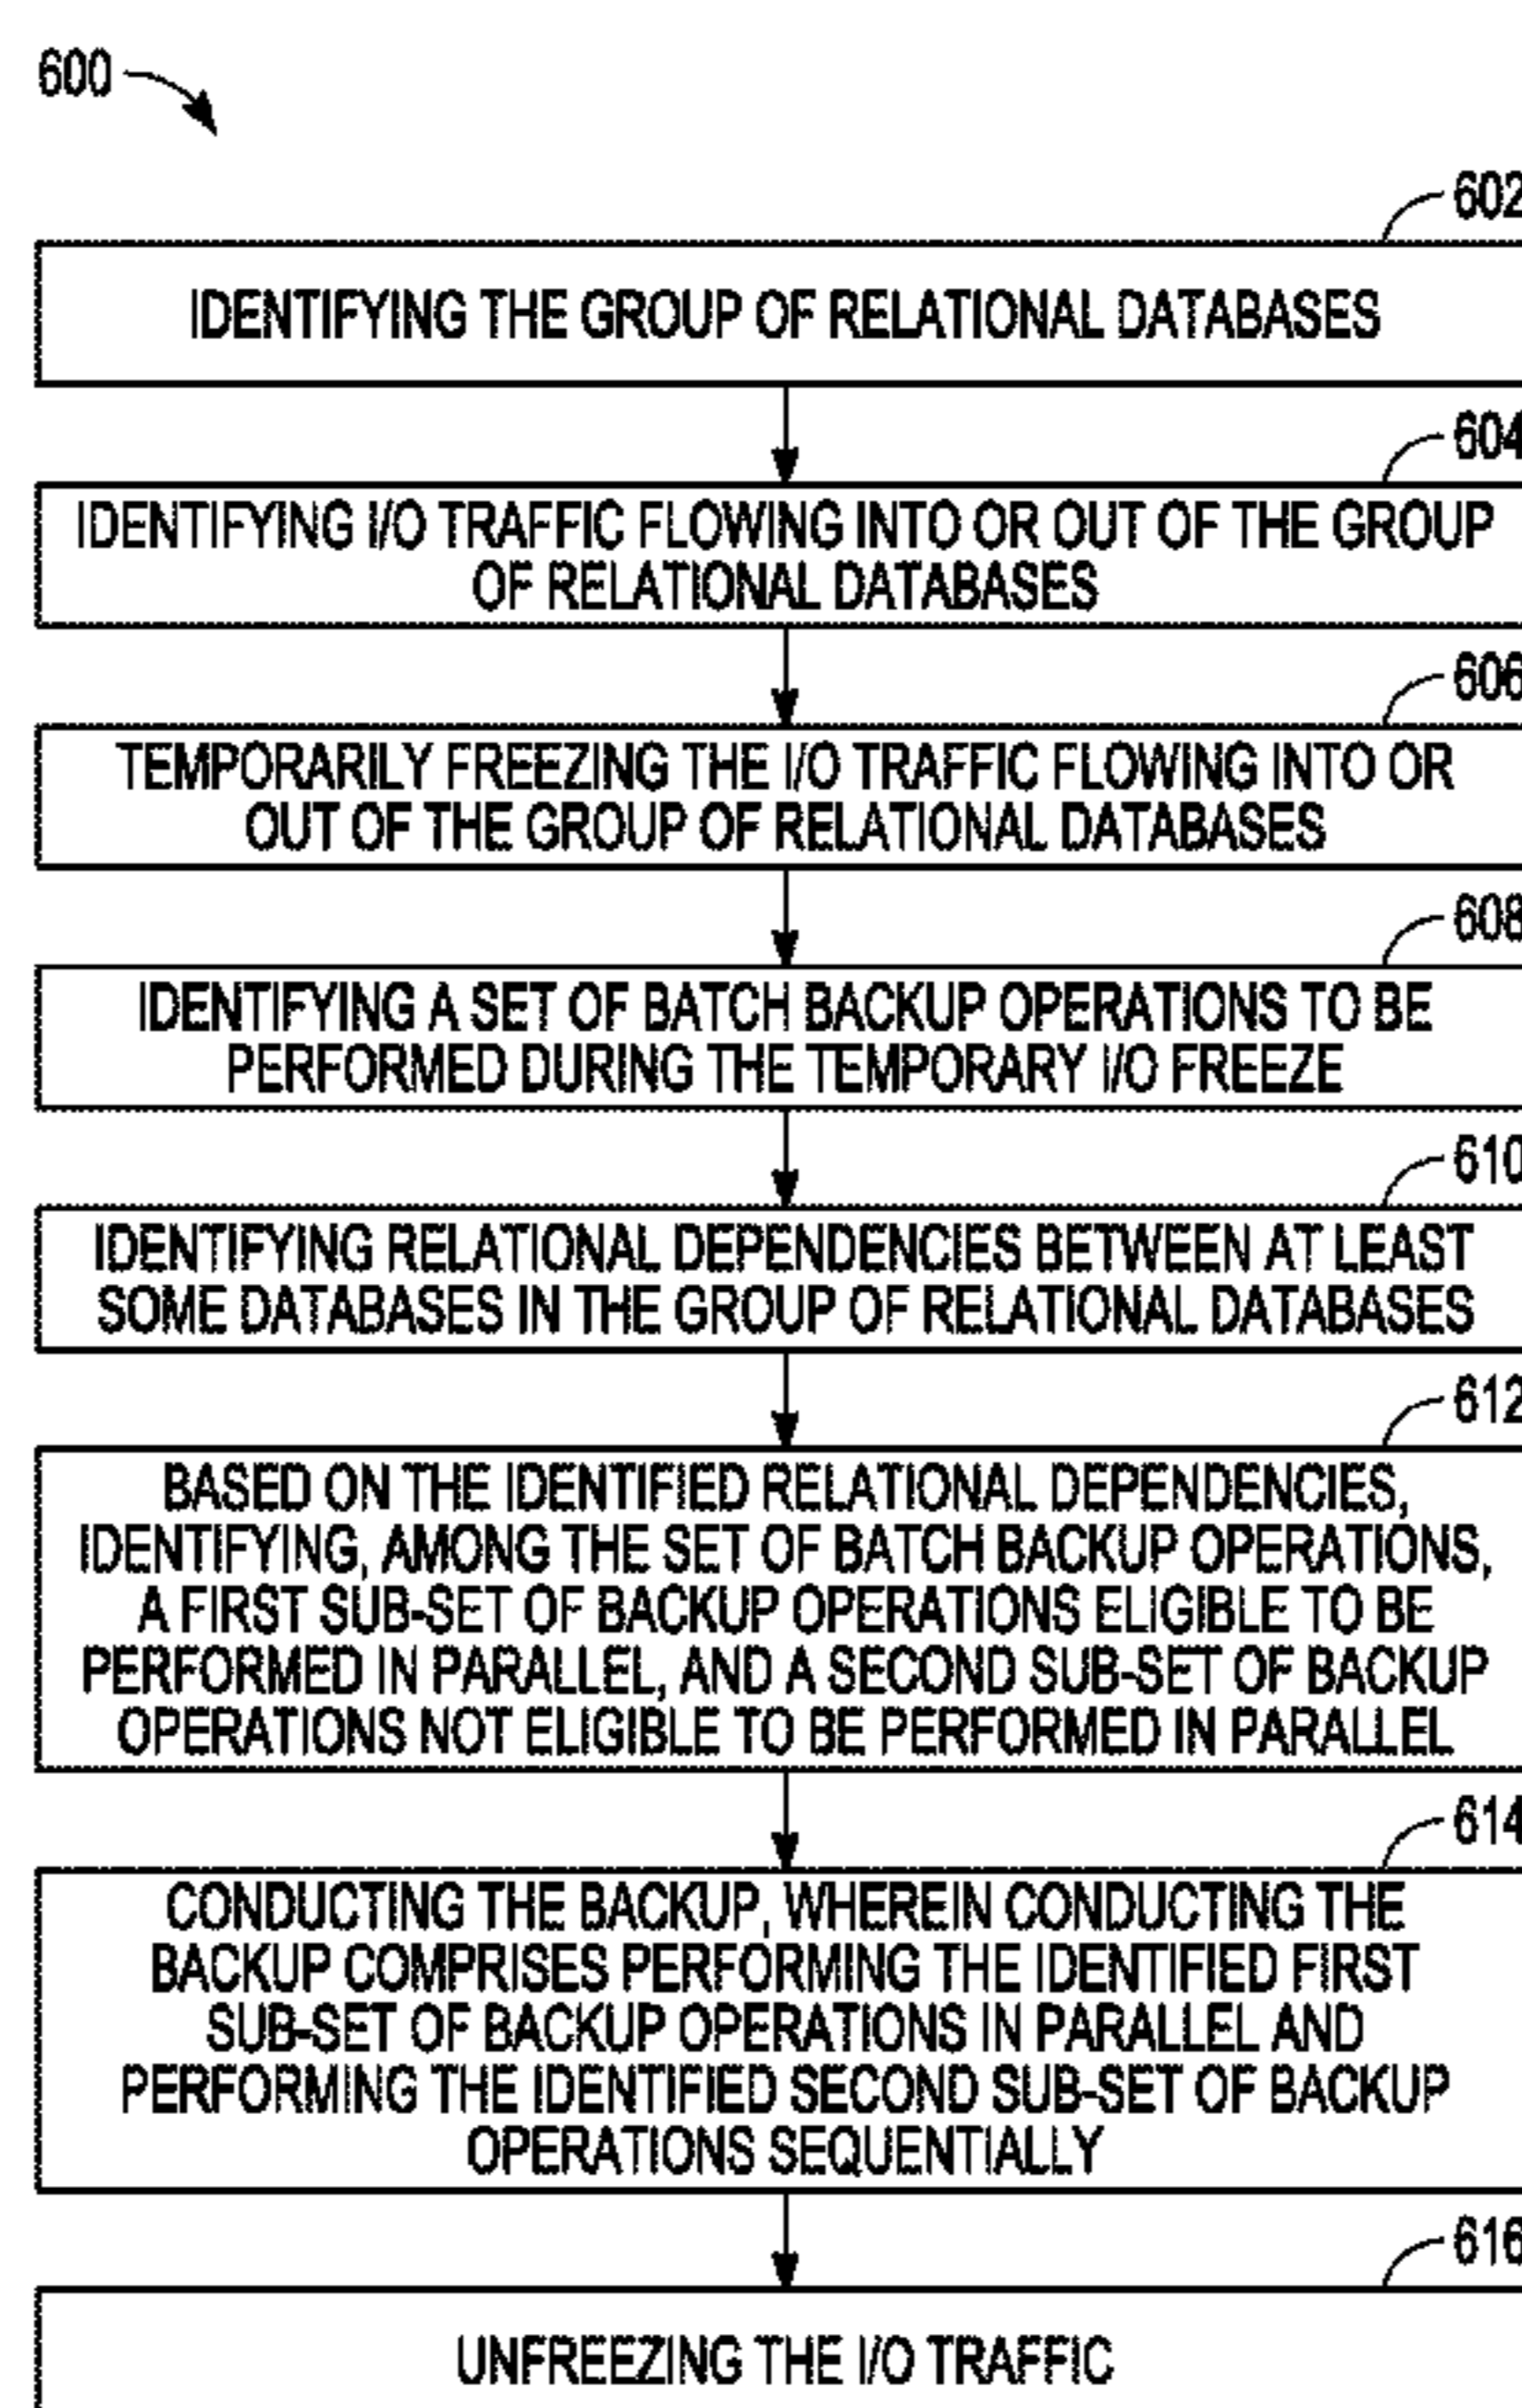 600
602
IDENTIFYING THE GROUP OF RELATIONAL DATABASES
604
IDENTIFYING I/O TRAFFIC FLOWING INTO OR OUT OF THE GROUP
OF RELATIONAL DATABASES
606
TEMPORARILY FREEZING THE I/O TRAFFIC FLOWING INTO OR
OUT OF THE GROUP OF RELATIONAL DATABASES
608
IDENTIFYING A SET OF BATCH BACKUP OPERATIONS TO BE
PERFORMED DURING THE TEMPORARY I/O FREEZE
610
IDENTIFYING RELATIONAL DEPENDENCIES BETWEEN AT LEAST
SOME DATABASES IN THE GROUP OF RELATIONAL DATABASES
612
BASED ON THE IDENTIFIED RELATIONAL DEPENDENCIES,
IDENTIFYING, AMONG THE SET OF BATCH BACKUP OPERATIONS,
A FIRST SUB-SET OF BACKUP OPERATIONS ELIGIBLE TO BE
PERFORMED IN PARALLEL, AND A SECOND SUB-SET OF BACKUP
OPERATIONS NOT ELIGIBLE TO BE PERFORMED IN PARALLEL
614
CONDUCTING THE BACKUP, WHEREIN CONDUCTING THE
BACKUP COMPRISES PERFORMING THE IDENTIFIED FIRST
SUB-SET OF BACKUP OPERATIONS IN PARALLEL AND
PERFORMING THE IDENTIFIED SECOND SUB-SET OF BACKUP
OPERATIONS SEQUENTIALLY
616
UNFREEZING THE I/O TRAFFIC